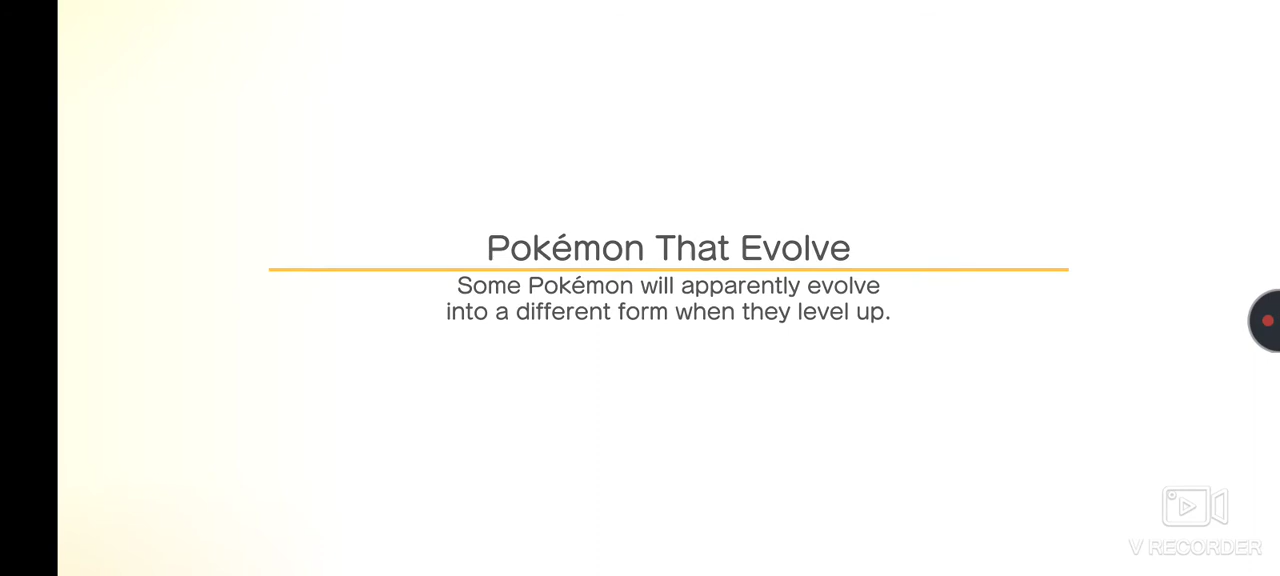 Pokémon That Evolve
Some Pokémon will apparently evolve
into a different form when they level up.
V RECORDER